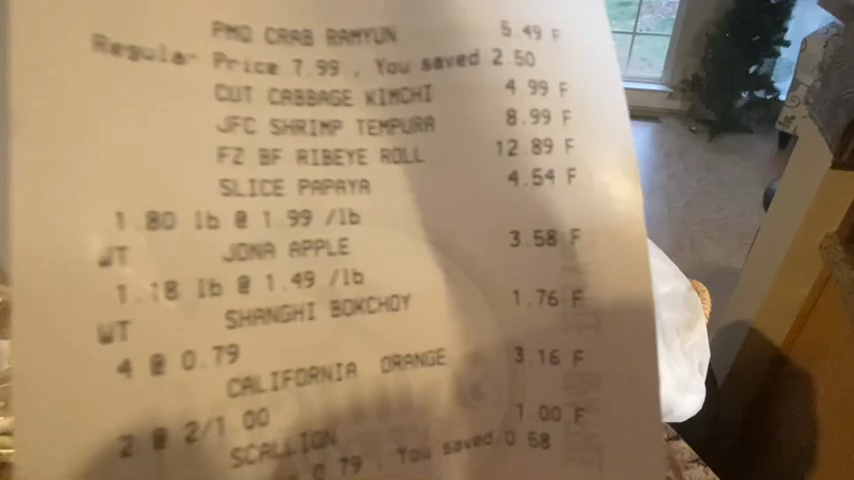 PMO CRAB RAMYUN 5.49 F
Regular Price 7.99 , You saved 2.50
CUT CABBAGE KIMCHI 4.99 F
JFC SHRIMP TEMPURA 8.99 F
FZ BF RIBEYE ROLL 12.89 F
SLICE PAPAYA 4.54 F
1.80 lb @ 1.99 /lb
WT JONA APPLE 3.58 F
1.18 lb @ 1.49 /lb
WT SHANGHI BOKCHOY 1.76 F
4 @ 0.79
CALIFORNIA ORANGE 3.16 F
2 @ 2/1.00
SCALLION 1.00 F
0.79 , You saved 0.58